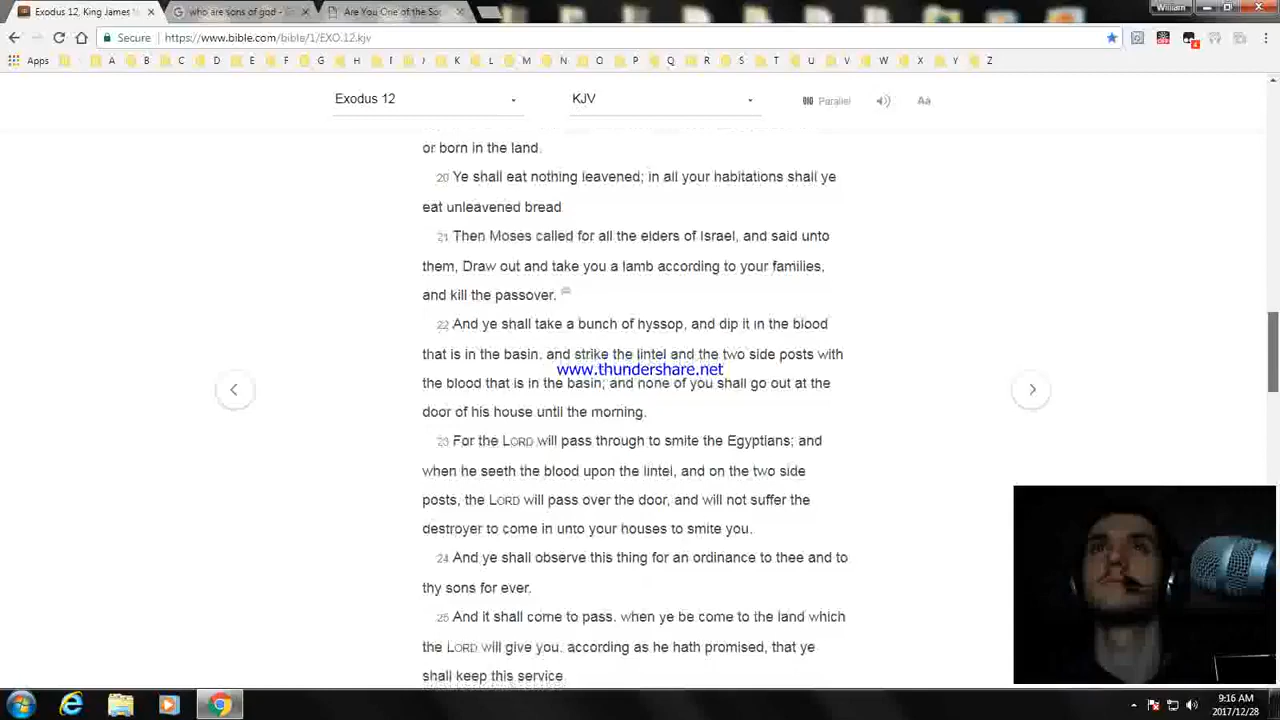 Exodus 12, King James
who are sons of god -
Are You One of the So
William
Secure
https://www.bible.com/bible/1/EXO.12.kjv
Apps A B C D E F G H I J K L M N O P Q R S T U V W X Y Z
Exodus 12
KJV
Parallel
Aa
or born in the land.
20 Ye shall eat nothing leavened; in all your habitations shall ye
eat unleavened bread
21 Then Moses called for all the elders of Israel, and said unto
them, Draw out and take you a lamb according to your families,
and kill the passover.
22 And ye shall take a bunch of hyssop, and dip it in the blood
that is in the basin, and strike the lintel and the two side posts with
www.thundershare.net
the blood that is in the basin; and none of you shall go out at the
door of his house until the morning.
23 For the LORD will pass through to smite the Egyptians; and
when he seeth the blood upon the lintel, and on the two side
posts, the LORD will pass over the door, and will not suffer the
destroyer to come in unto your houses to smite you.
24 And ye shall observe this thing for an ordinance to thee and to
thy sons for ever.
25 And it shall come to pass, when ye be come to the land which
the LORD will give you, according as he hath promised, that ye
shall keep this service
9:16 AM
2017/12/28